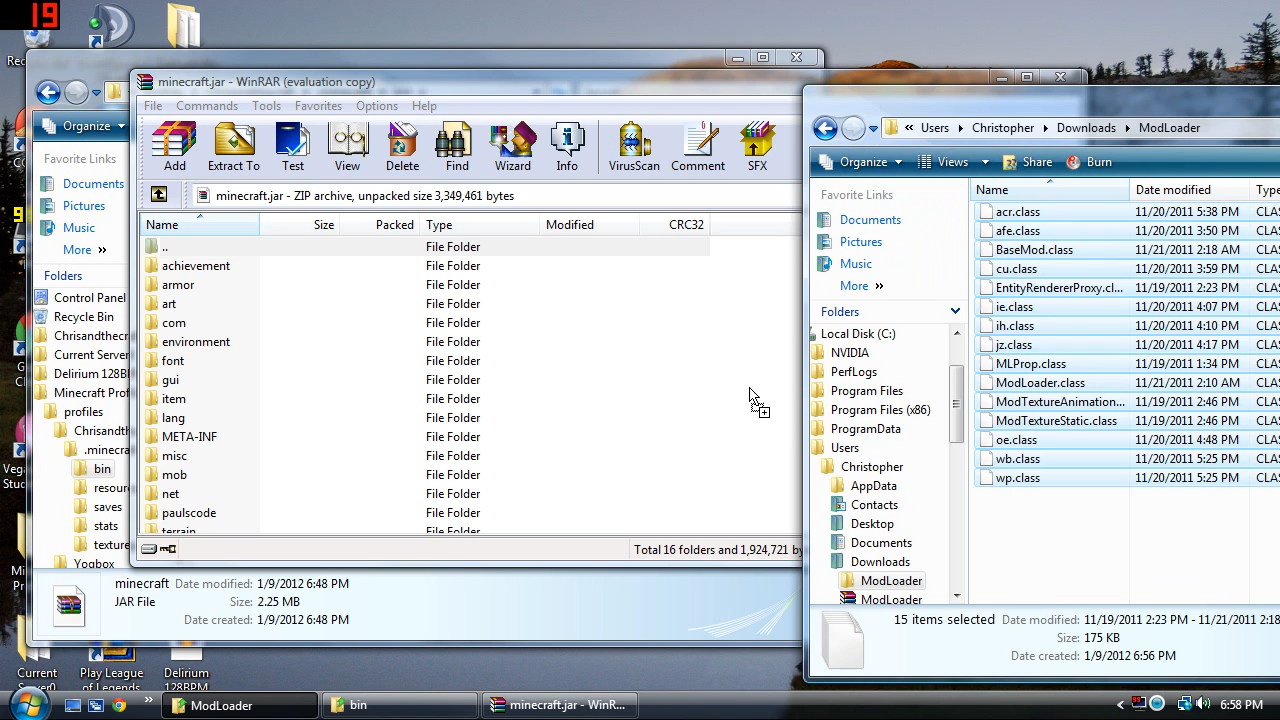 19
minecraft.jar - WinRAR (evaluation copy)
File Commands Tools Favorites Options Help
Add Extract To Test View Delete Find Wizard Info VirusScan Comment SFX
minecraft.jar - ZIP archive, unpacked size 3,349,461 bytes
Name Size Packed Type Modified CRC32
.. File Folder
achievement File Folder
armor File Folder
art File Folder
com File Folder
environment File Folder
font File Folder
gui File Folder
item File Folder
lang File Folder
META-INF File Folder
misc File Folder
mob File Folder
net File Folder
paulscode File Folder
terrain File Folder
Total 16 folders and 1,924,721 by
Organize
Favorite Links
Documents
Pictures
Music
More »
Folders
Control Panel
Recycle Bin
Chrisandthecr
Current Server
Delirium 128BP
Minecraft Prof
profiles
Chrisandth
.minecra
bin
resourc
saves
stats
texture
Yogbox
minecraft Date modified: 1/9/2012 6:48 PM
JAR File Size: 2.25 MB
Date created: 1/9/2012 6:48 PM
« Users Christopher Downloads ModLoader
Organize Views Share Burn
Favorite Links
Documents
Pictures
Music
More »
Folders
Local Disk (C:)
NVIDIA
PerfLogs
Program Files
Program Files (x86)
ProgramData
Users
Christopher
AppData
Contacts
Desktop
Documents
Downloads
ModLoader
ModLoader
Name Date modified Type
acr.class 11/20/2011 5:38 PM CLAS
afe.class 11/20/2011 3:50 PM CLAS
BaseMod.class 11/21/2011 2:18 AM CLAS
cu.class 11/20/2011 3:59 PM CLAS
EntityRendererProxy.cl... 11/19/2011 2:23 PM CLAS
ie.class 11/20/2011 4:07 PM CLAS
ih.class 11/20/2011 4:10 PM CLAS
jz.class 11/20/2011 4:17 PM CLAS
MLProp.class 11/19/2011 1:34 PM CLAS
ModLoader.class 11/21/2011 2:10 AM CLAS
ModTextureAnimation... 11/19/2011 2:46 PM CLAS
ModTextureStatic.class 11/19/2011 2:46 PM CLAS
oe.class 11/20/2011 4:48 PM CLAS
wb.class 11/20/2011 5:25 PM CLAS
wp.class 11/20/2011 5:25 PM CLAS
15 items selected Date modified: 11/19/2011 2:23 PM - 11/21/2011 2:18
Size: 175 KB
Date created: 1/9/2012 6:56 PM
Current
Play League
of Legends
Delirium
128BPM
» ModLoader bin minecraft.jar - WinR... 6:58 PM